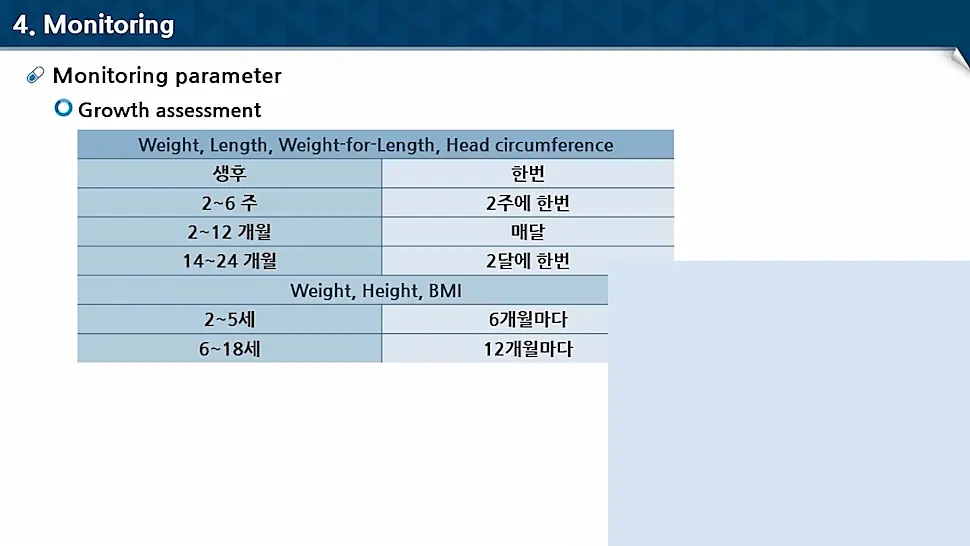 4. Monitoring
Monitoring parameter
Growth assessment
Weight, Length, Weight-for-Length, Head circumference
생후 한번
2~6 주 2주에 한번
2~12 개월 매달
14~24 개월 2달에 한번
Weight, Height, BMI
2~5세 6개월마다
6~18세 12개월마다